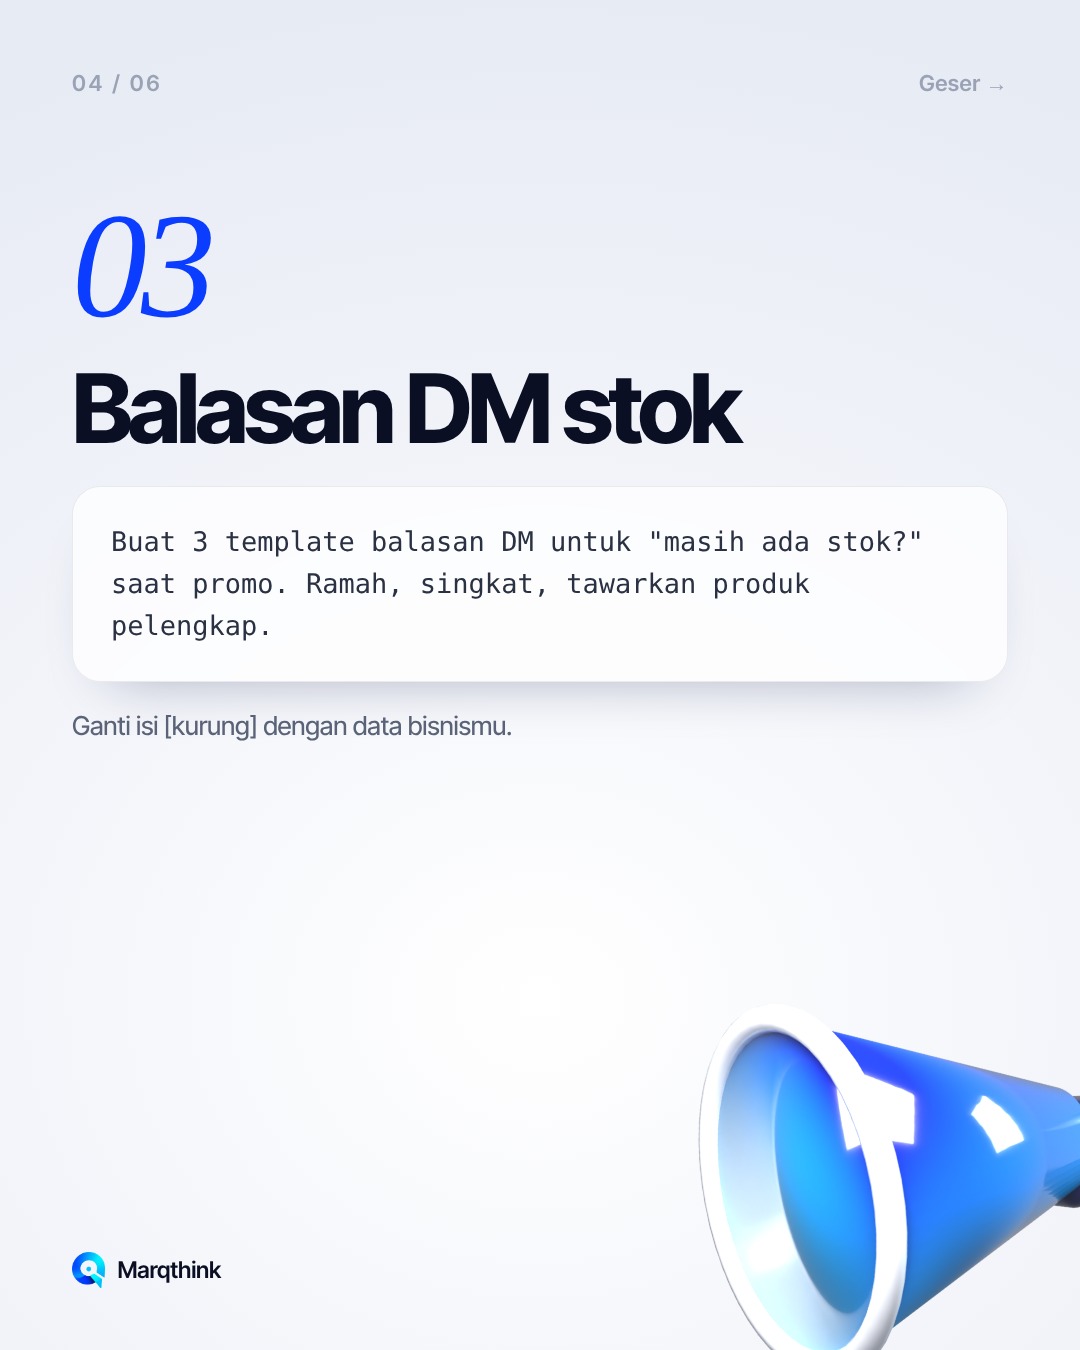 04 / 06
Geser →
03
Balasan DM stok
Buat 3 template balasan DM untuk "masih ada stok?"
saat promo. Ramah, singkat, tawarkan produk
pelengkap.
Ganti isi [kurung] dengan data bisnismu.
Marqthink